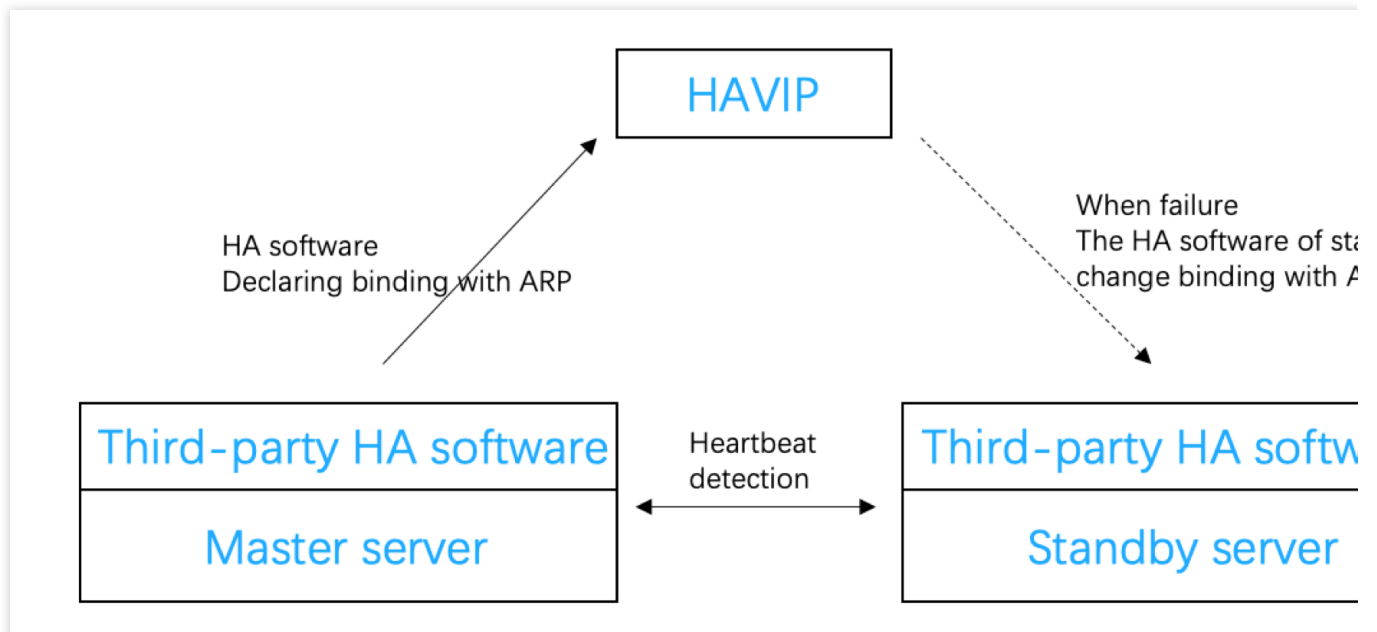 HAVIP
HA software
Declaring binding with ARP
When failure
The HA software of
change binding with
Third-party HA software
Master server
Heartbeat
detection
Third-party HA
Standby server